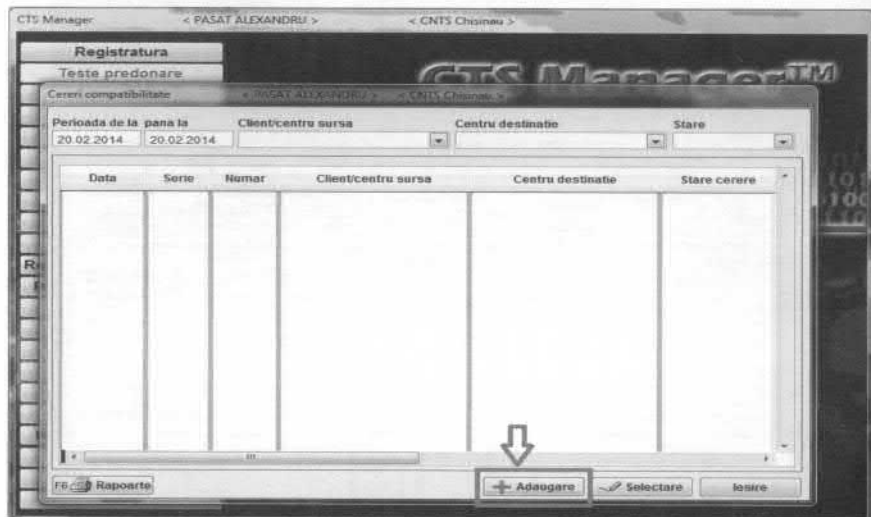 CTS Manager < PASAT ALEXANDRU > < CNTS Chisinau >
Registratura
Teste predonare
CTS Manager™
Cereri compatibilitate < PASAT ALEXANDRU > < CNTS Chisinau >
Perioada de la pana la Client/centru sursa Centru destinatie Stare
20.02.2014 20.02.2014
Data Serie Numar Client/centru sursa Centru destinatie Stare cerere
F6 Rapoarte Adaugare Selectare Iesire